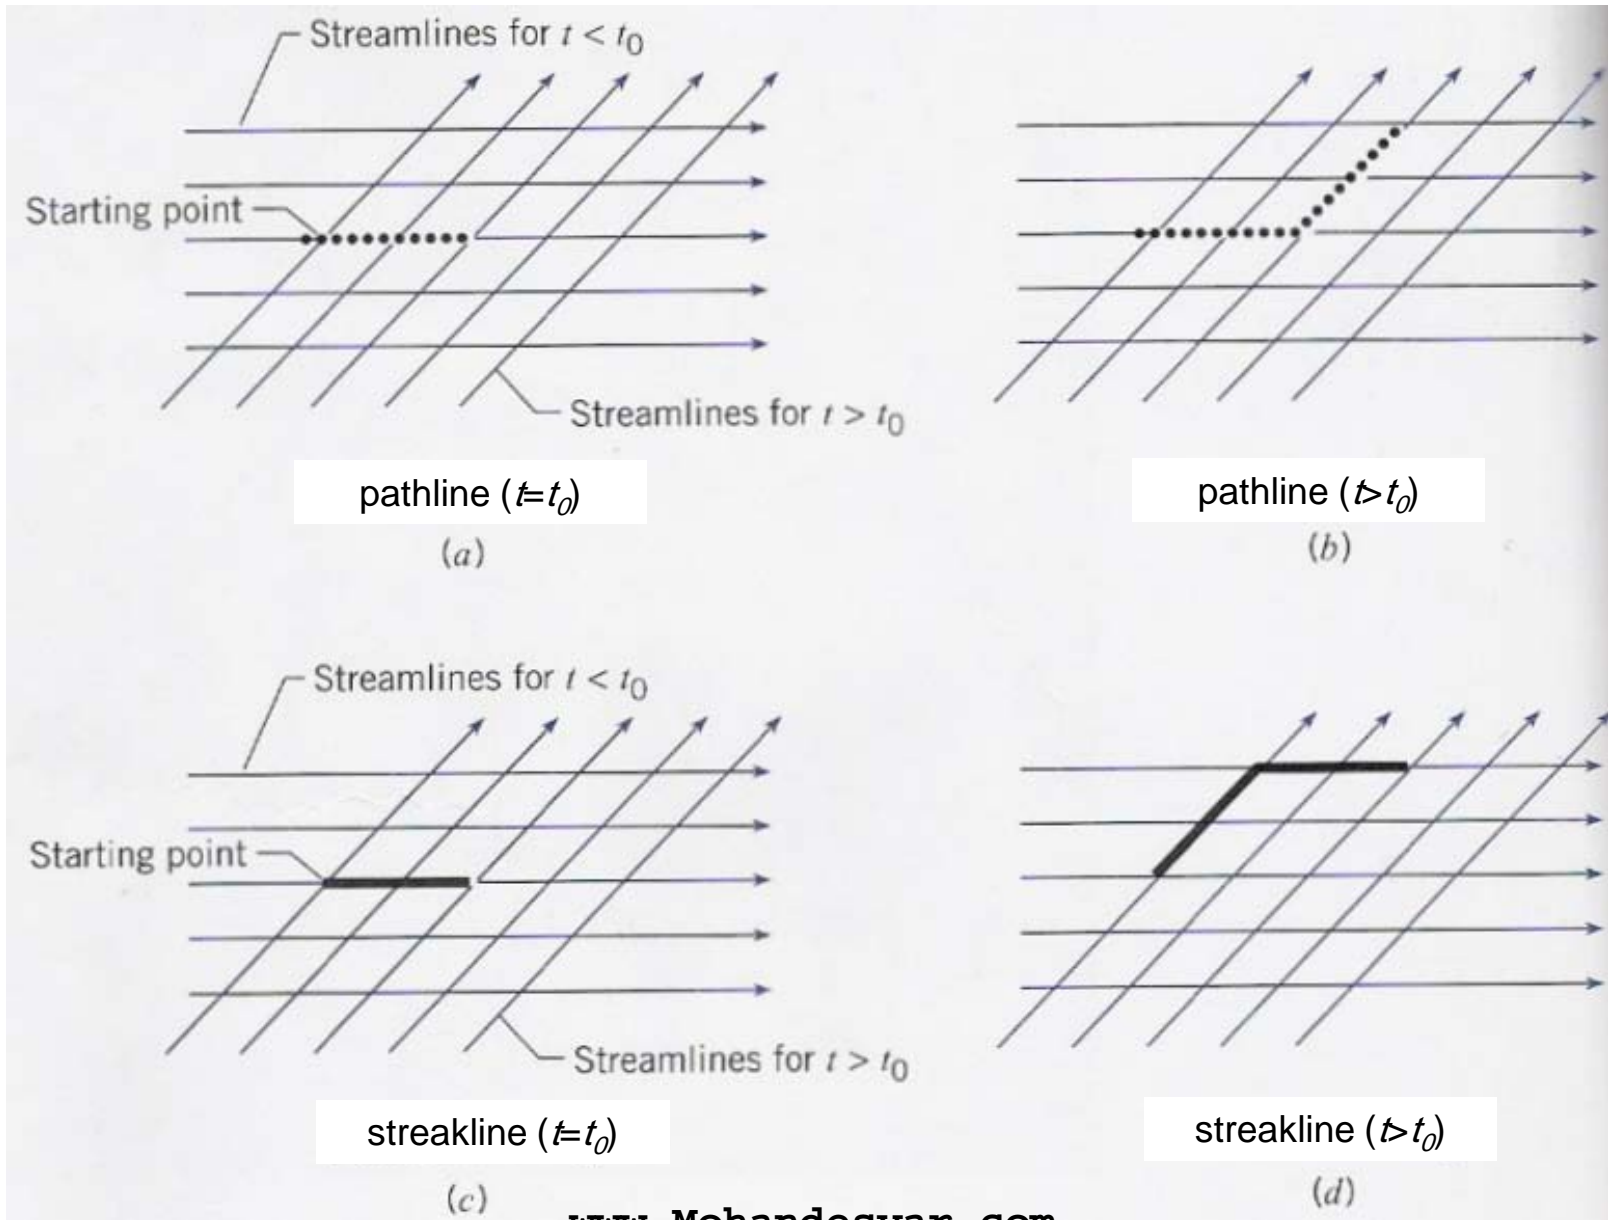 Streamlines for t < t₀
Starting point
Streamlines for t > t₀
pathline (t=t₀)
(a)
pathline (t>t₀)
(b)
Streamlines for t < t₀
Starting point
Streamlines for t > t₀
streakline (t=t₀)
(c)
streakline (t>t₀)
(d)